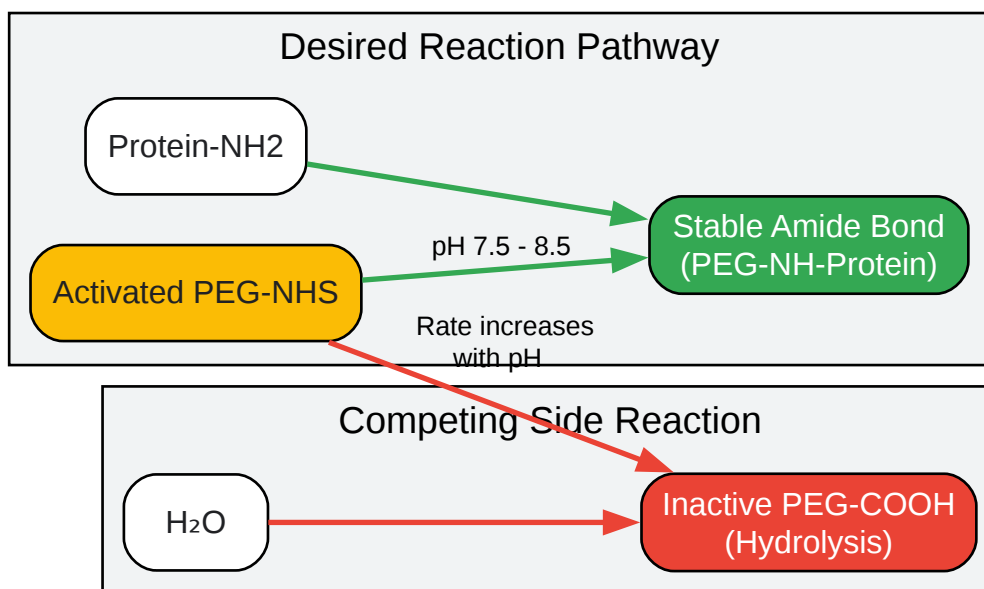 Desired Reaction Pathway
Protein-NH2
Stable Amide Bond
(PEG-NH-Protein)
pH 7.5 - 8.5
Activated PEG-NHS
Rate increases
with pH
Competing Side Reaction
H₂O
Inactive PEG-COOH
(Hydrolysis)